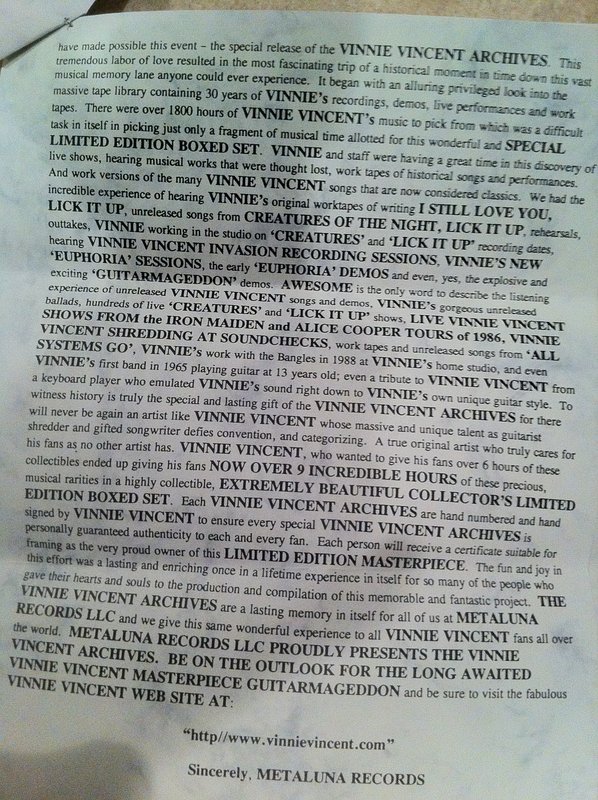 have made possible this event – the special release of the VINNIE VINCENT ARCHIVES. This
tremendous labor of love resulted in the most fascinating trip of a historical moment in time down this vast
musical memory lane anyone could ever experience. It began with an alluring privileged look into the
massive tape library containing 30 years of VINNIE's recordings, demos, live performances and work
tapes. There were over 1800 hours of VINNIE VINCENT's music to pick from which was a difficult
task in itself in picking just only a fragment of musical time allotted for this wonderful and SPECIAL
LIMITED EDITION BOXED SET. VINNIE and staff were having a great time in this discovery of
live shows, hearing musical works that were thought lost, work tapes of historical songs and performances.
And work versions of the many VINNIE VINCENT songs that are now considered classics. We had the
incredible experience of hearing VINNIE's original worktapes of writing I STILL LOVE YOU,
LICK IT UP, unreleased songs from CREATURES OF THE NIGHT, LICK IT UP, rehearsals,
outtakes, VINNIE working in the studio on 'CREATURES' and 'LICK IT UP' recording dates,
hearing VINNIE VINCENT INVASION RECORDING SESSIONS, VINNIE'S NEW
'EUPHORIA' SESSIONS, the early 'EUPHORIA' DEMOS and even, yes, the explosive and
exciting 'GUITARMAGEDDON' demos. AWESOME is the only word to describe the listening
experience of unreleased VINNIE VINCENT songs and demos, VINNIE's gorgeous unreleased
ballads, hundreds of live 'CREATURES' and 'LICK IT UP' shows, LIVE VINNIE VINCENT
SHOWS FROM the IRON MAIDEN and ALICE COOPER TOURS of 1986, VINNIE
VINCENT SHREDDING AT SOUNDCHECKS, work tapes and unreleased songs from 'ALL
SYSTEMS GO', VINNIE's work with the Bangles in 1988 at VINNIE's home studio, and even
VINNIE's first band in 1965 playing guitar at 13 years old; even a tribute to VINNIE VINCENT from
a keyboard player who emulated VINNIE's sound right down to VINNIE's own unique guitar style. To
witness history is truly the special and lasting gift of the VINNIE VINCENT ARCHIVES for there
will never be again an artist like VINNIE VINCENT whose massive and unique talent as guitarist
shredder and gifted songwriter defies convention, and categorizing. A true original artist who truly cares for
his fans as no other artist has. VINNIE VINCENT, who wanted to give his fans over 6 hours of these
collectibles ended up giving his fans NOW OVER 9 INCREDIBLE HOURS of these precious,
musical rarities in a highly collectible, EXTREMELY BEAUTIFUL COLLECTOR'S LIMITED
EDITION BOXED SET. Each VINNIE VINCENT ARCHIVES are hand numbered and hand
signed by VINNIE VINCENT to ensure every special VINNIE VINCENT ARCHIVES is
personally guaranteed authenticity to each and every fan. Each person will receive a certificate suitable for
framing as the very proud owner of this LIMITED EDITION MASTERPIECE. The fun and joy in
this effort was a lasting and enriching once in a lifetime experience in itself for so many of the people who
gave their hearts and souls to the production and compilation of this memorable and fantastic project. THE
VINNIE VINCENT ARCHIVES are a lasting memory in itself for all of us at METALUNA
RECORDS LLC and we give this same wonderful experience to all VINNIE VINCENT fans all over
the world. METALUNA RECORDS LLC PROUDLY PRESENTS THE VINNIE
VINCENT ARCHIVES. BE ON THE OUTLOOK FOR THE LONG AWAITED
VINNIE VINCENT MASTERPIECE GUITARMAGEDDON and be sure to visit the fabulous
VINNIE VINCENT WEB SITE AT:
"http//www.vinnievincent.com"
Sincerely, METALUNA RECORDS